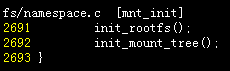 fs/namespace.c  [mnt_init]
2691          init_rootfs();
2692          init_mount_tree();
2693 }